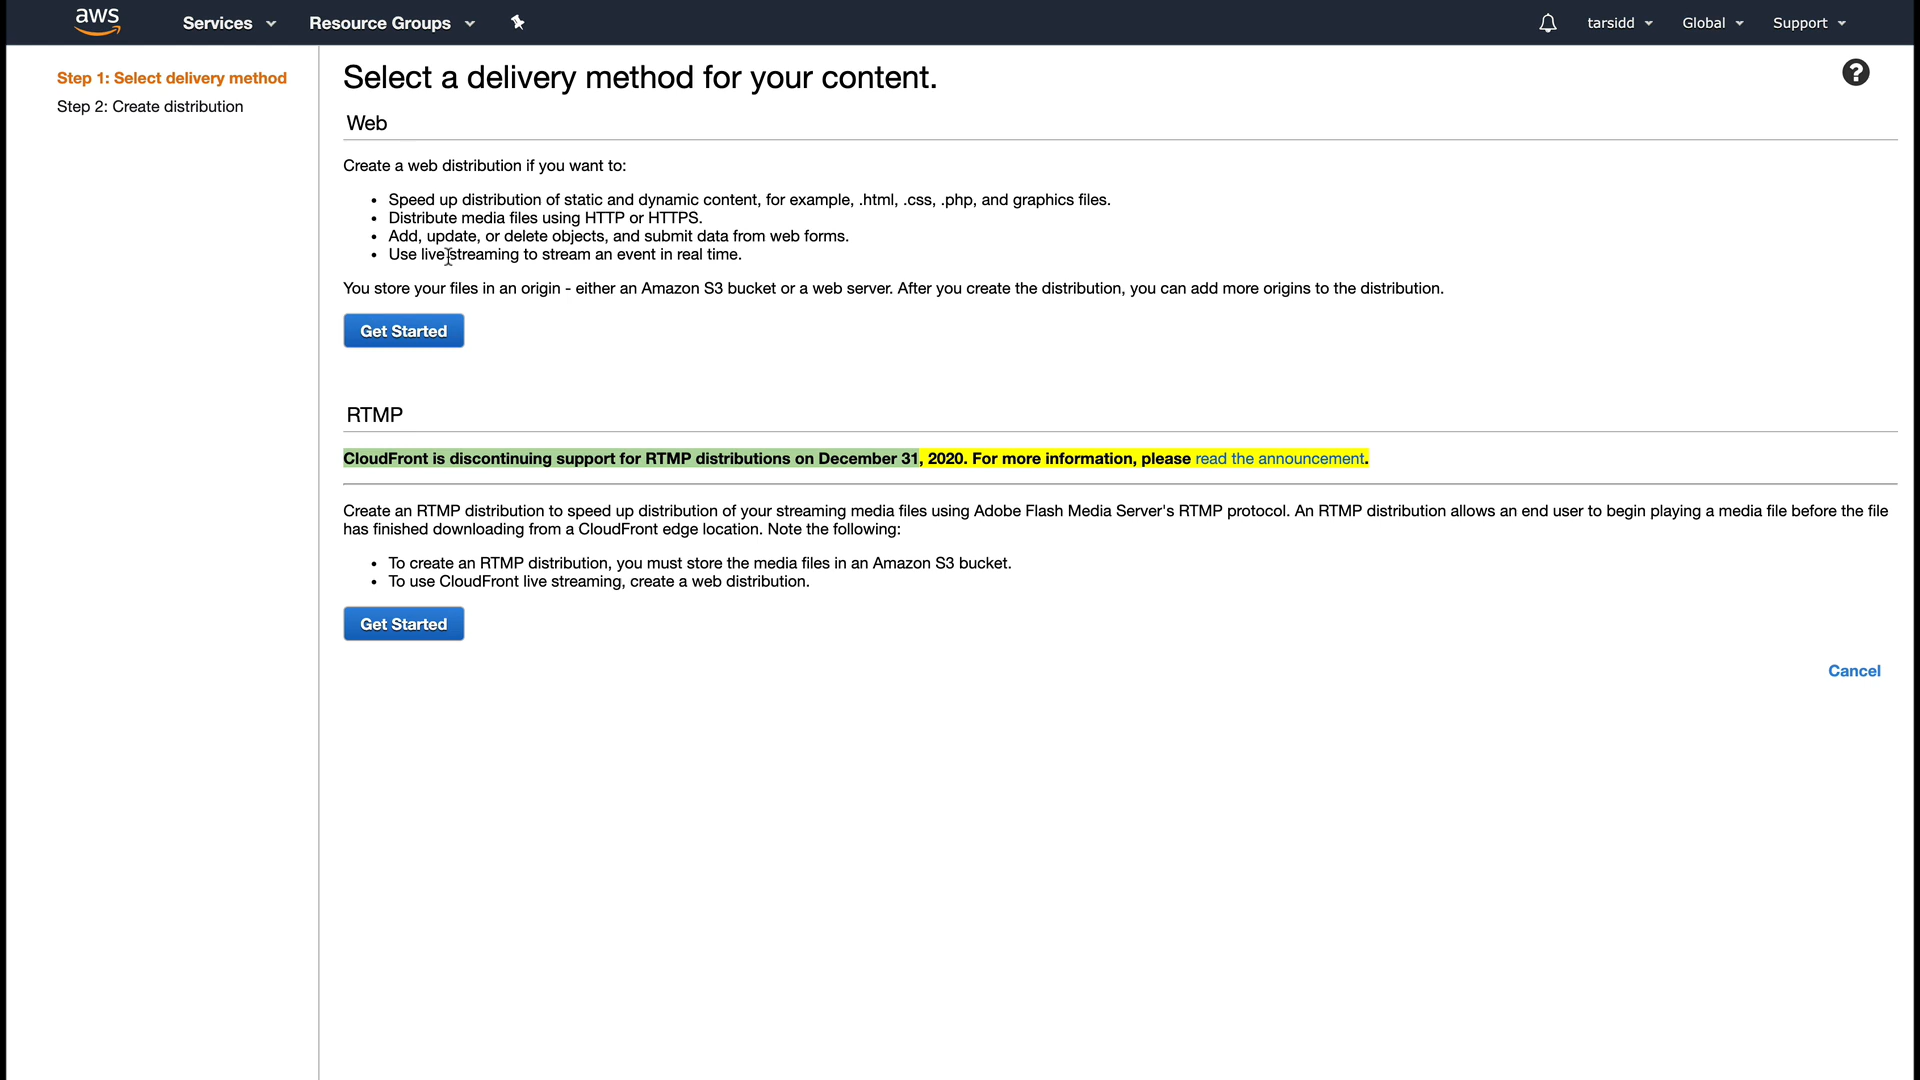 aws Services Resource Groups tarsidd Global Support
Step 1: Select delivery method
Step 2: Create distribution
Select a delivery method for your content.
?
Web
Create a web distribution if you want to:
• Speed up distribution of static and dynamic content, for example, .html, .css, .php, and graphics files.
• Distribute media files using HTTP or HTTPS.
• Add, update, or delete objects, and submit data from web forms.
• Use live streaming to stream an event in real time.
You store your files in an origin - either an Amazon S3 bucket or a web server. After you create the distribution, you can add more origins to the distribution.
Get Started
RTMP
CloudFront is discontinuing support for RTMP distributions on December 31, 2020. For more information, please read the announcement.
Create an RTMP distribution to speed up distribution of your streaming media files using Adobe Flash Media Server's RTMP protocol. An RTMP distribution allows an end user to begin playing a media file before the file
has finished downloading from a CloudFront edge location. Note the following:
• To create an RTMP distribution, you must store the media files in an Amazon S3 bucket.
• To use CloudFront live streaming, create a web distribution.
Get Started
Cancel